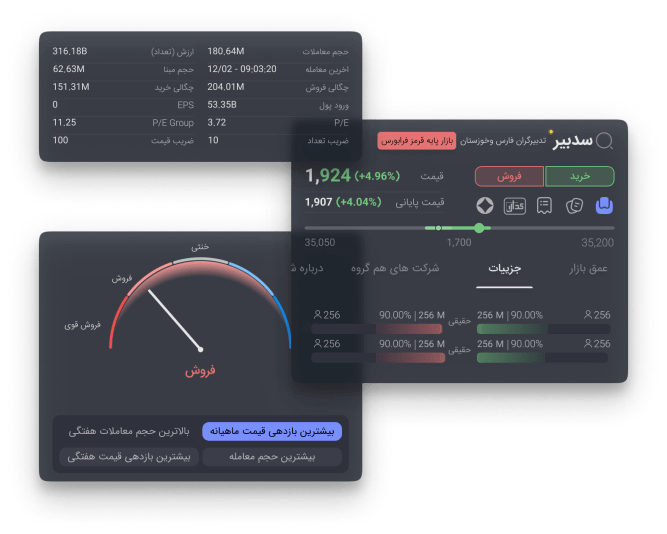 حجم معاملات 180,64M ارزش (تعداد) 316,18B
اخرین معامله 12/02 - 09:03:20 حجم مبنا 62,63M
چگالی فروش 204.01M چگالی خرید 151.31M
ورود پول 53.35B EPS 0
P/E 3.72 P/E Group 11,25
ضریب تعداد 10 ضریب قیمت 100
سدبیر تدبیرگران فارس وخوزستان بازار پایه قرمز فرابورس
خرید فروش قیمت 1,924 (+4.96%)
کدال قیمت پایانی 1,907 (+4.04%)
35,050 1,700 35,200
عمق بازار جزییات شرکت های هم گروه درباره ش
256 90.00% | 256 M حقیقی 256 M | 90.00% 256
256 90.00% | 256 M حقیقی 256 M | 90.00% 256
خنثی
فروش
فروش قوی
فروش
بیشترین بازدهی قیمت ماهیانه بالاترین حجم معاملات هفتگی
بیشترین حجم معامله بیشترین بازدهی قیمت هفتگی